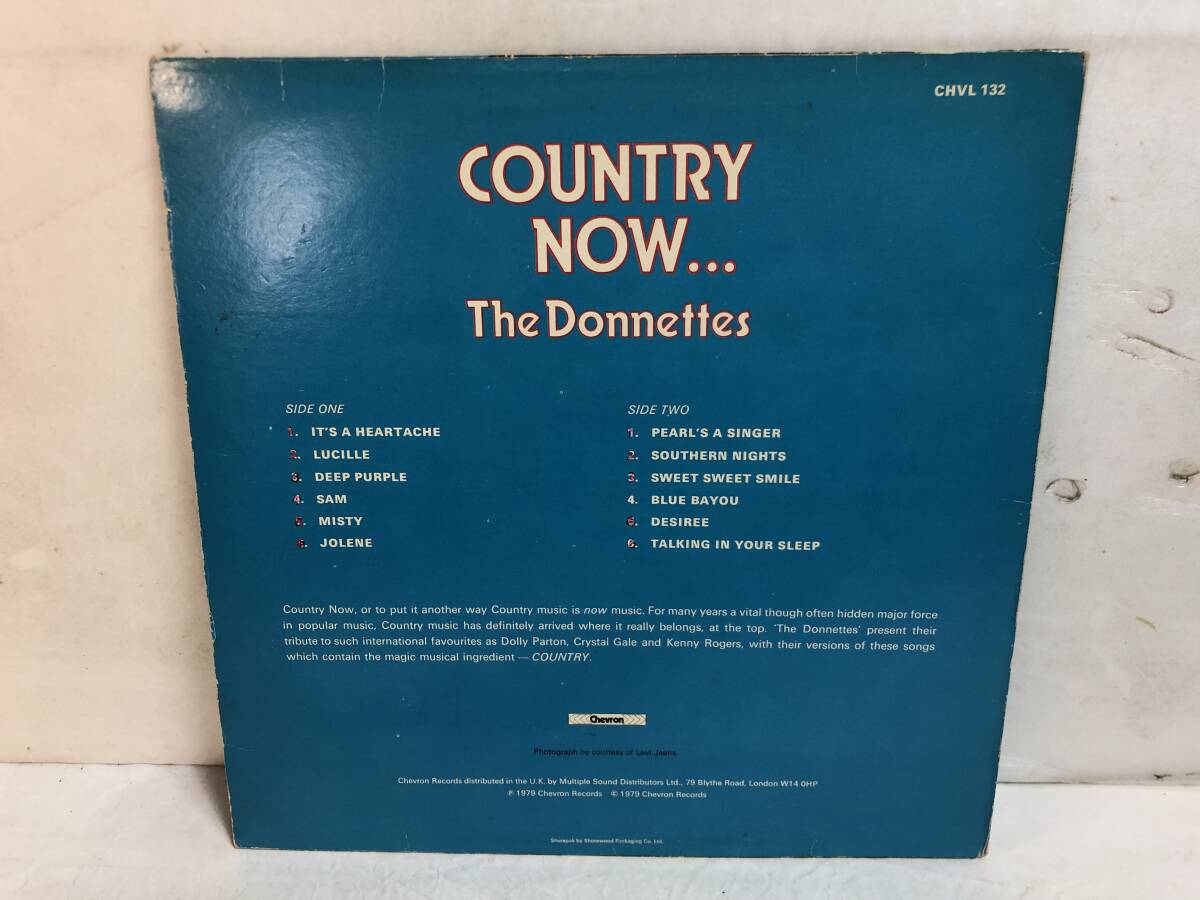 CHVL 132
COUNTRY
NOW...
The Donnettes
SIDE ONE
1. IT'S A HEARTACHE
2. LUCILLE
3. DEEP PURPLE
4. SAM
5. MISTY
6. JOLENE
SIDE TWO
1. PEARL'S A SINGER
2. SOUTHERN NIGHTS
3. SWEET SWEET SMILE
4. BLUE BAYOU
5. DESIREE
6. TALKING IN YOUR SLEEP
Country Now, or to put it another way Country music is now music. For many years a vital though often hidden major force
in popular music, Country music has definitely arrived where it really belongs, at the top. 'The Donnettes' present their
tribute to such international favourites as Dolly Parton, Crystal Gale and Kenny Rogers, with their versions of these songs
which contain the magic musical ingredient — COUNTRY.
Chevron
Photograph by courtesy of Levi Jeans.
Chevron Records distributed in the U.K. by Multiple Sound Distributors Ltd., 79 Blythe Road, London W14 0HP
℗ 1979 Chevron Records © 1979 Chevron Records
Shorepak by Shorewood Packaging Co. Ltd.